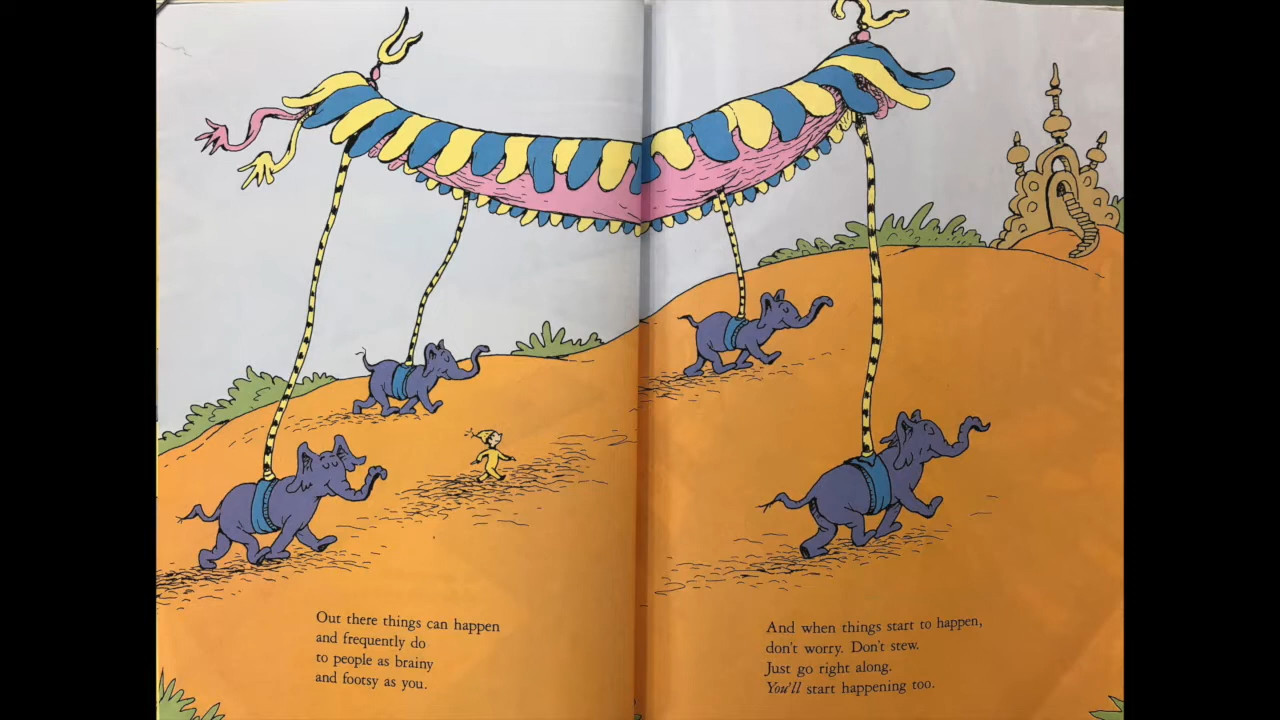 Out there things can happen
and frequently do
to people as brainy
and footsy as you.
And when things start to happen,
don't worry. Don't stew.
Just go right along.
You'll start happening too.